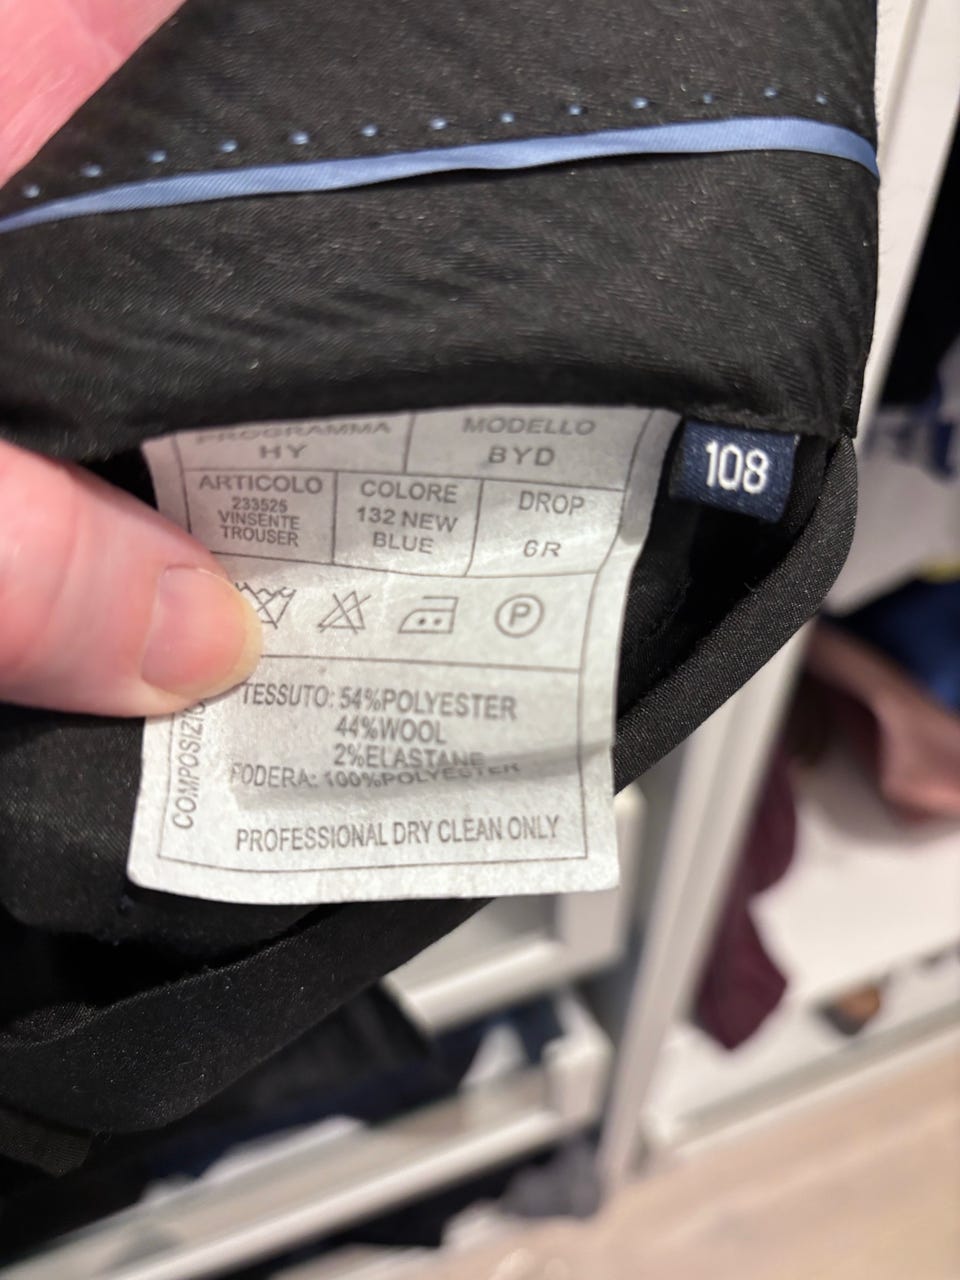 PROGRAMMA
HY
MODELLO
BYD
108
ARTICOLO
233525
VINSENTE
TROUSER
COLORE
132 NEW
BLUE
DROP
6R
P
TESSUTO: 54%POLYESTER
44%WOOL
2%ELASTANE
FODERA: 100%POLYESTER
PROFESSIONAL DRY CLEAN ONLY